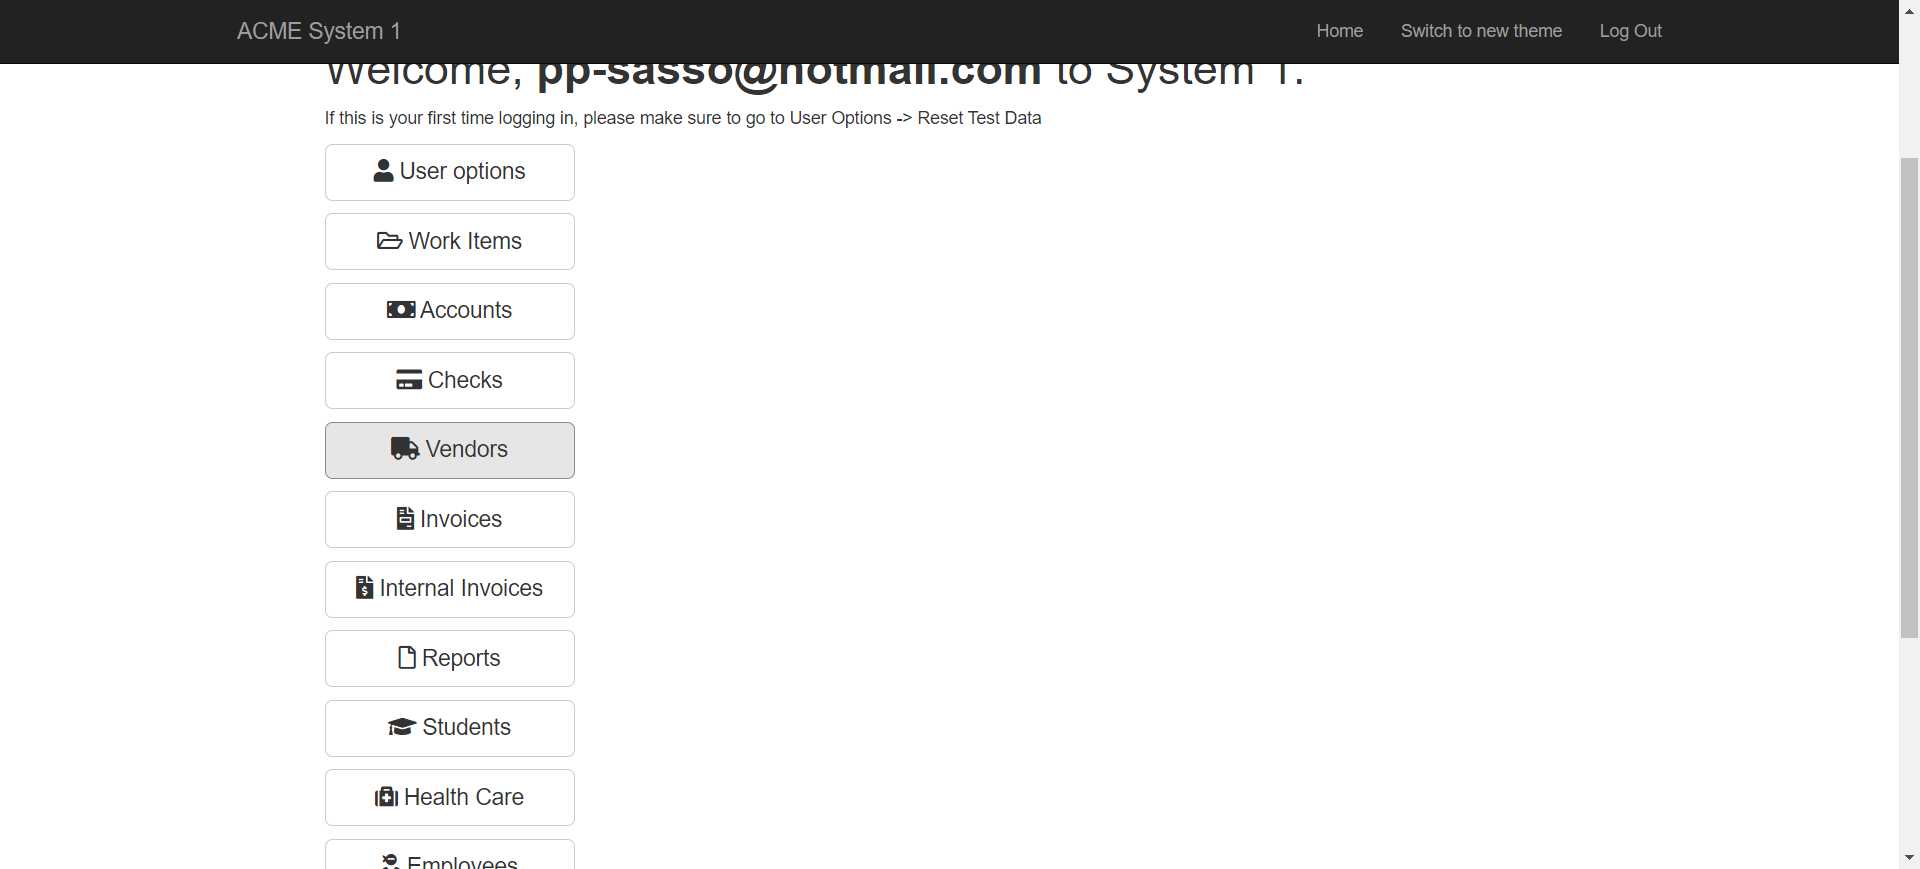 ACME System 1
Home Switch to new theme Log Out
Welcome, pp-sasso@hotmail.com to System 1.
If this is your first time logging in, please make sure to go to User Options -> Reset Test Data
User options
Work Items
Accounts
Checks
Vendors
Invoices
Internal Invoices
Reports
Students
Health Care
Employees